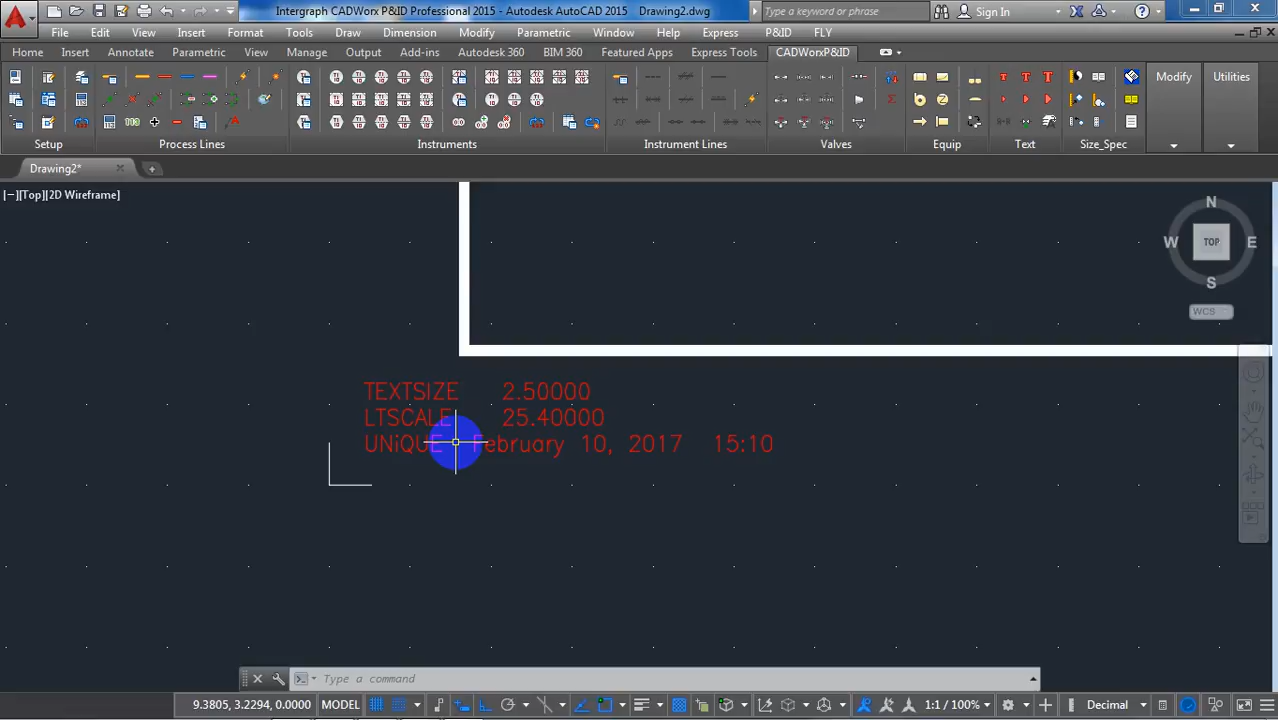 Intergraph CADWorx P&ID Professional 2015 - Autodesk AutoCAD 2015 Drawing2.dwg
Type a keyword or phrase
Sign In
File Edit View Insert Format Tools Draw Dimension Modify Parametric Window Help Express P&ID FLY
Home Insert Annotate Parametric View Manage Output Add-ins Autodesk 360 BIM 360 Featured Apps Express Tools CADWorxP&ID
Modify Utilities
Setup Process Lines Instruments Instrument Lines Valves Equip Text Size_Spec
Drawing2*
[−][Top][2D Wireframe]
N
W TOP E
S
WCS
TEXTSIZE 2.50000
LTSCALE 25.40000
UNiQUE February 10, 2017 15:10
Type a command
9.3805, 3.2294, 0.0000 MODEL 1:1 / 100% Decimal